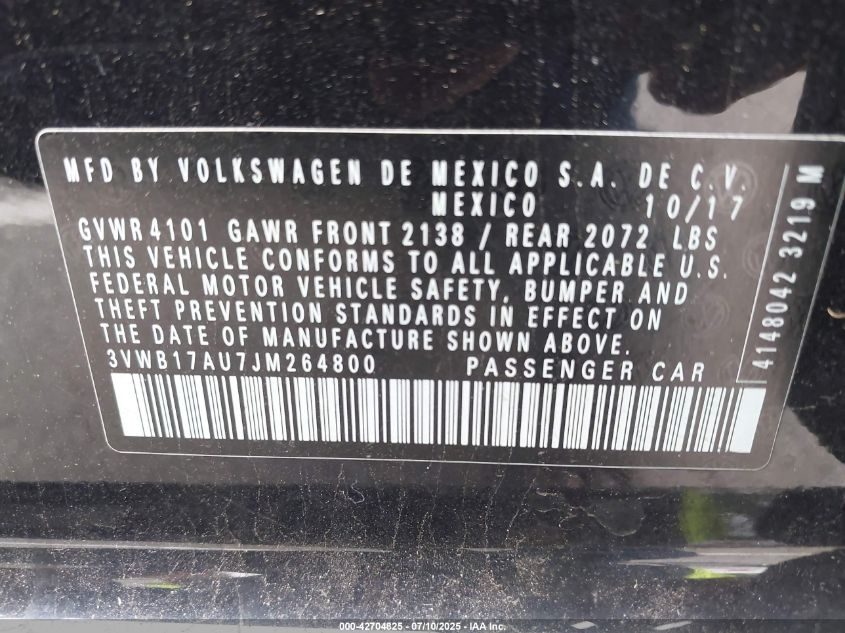 MFD BY VOLKSWAGEN DE MEXICO S.A. DE C.V.
MEXICO 10/17
GVWR 4101 GAWR FRONT 2138 / REAR 2072 LBS
THIS VEHICLE CONFORMS TO ALL APPLICABLE U.S.
FEDERAL MOTOR VEHICLE SAFETY, BUMPER AND
THEFT PREVENTION STANDARDS IN EFFECT ON
THE DATE OF MANUFACTURE SHOWN ABOVE.
3VWB17AU7JM264800 PASSENGER CAR
4148042 3219 M
000-42704825 - 07/10/2025 - IAA Inc.